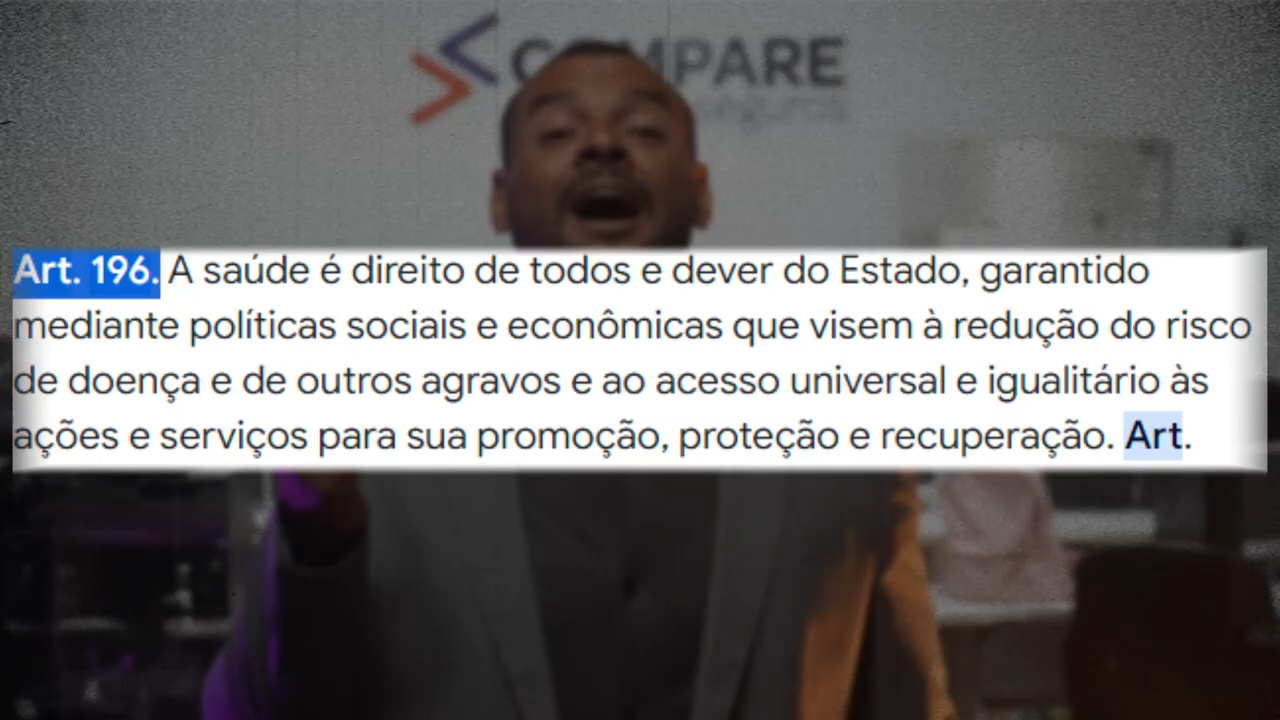 COMPARE
seguros
Art. 196. A saúde é direito de todos e dever do Estado, garantido
mediante políticas sociais e econômicas que visem à redução do risco
de doença e de outros agravos e ao acesso universal e igualitário às
ações e serviços para sua promoção, proteção e recuperação. Art.